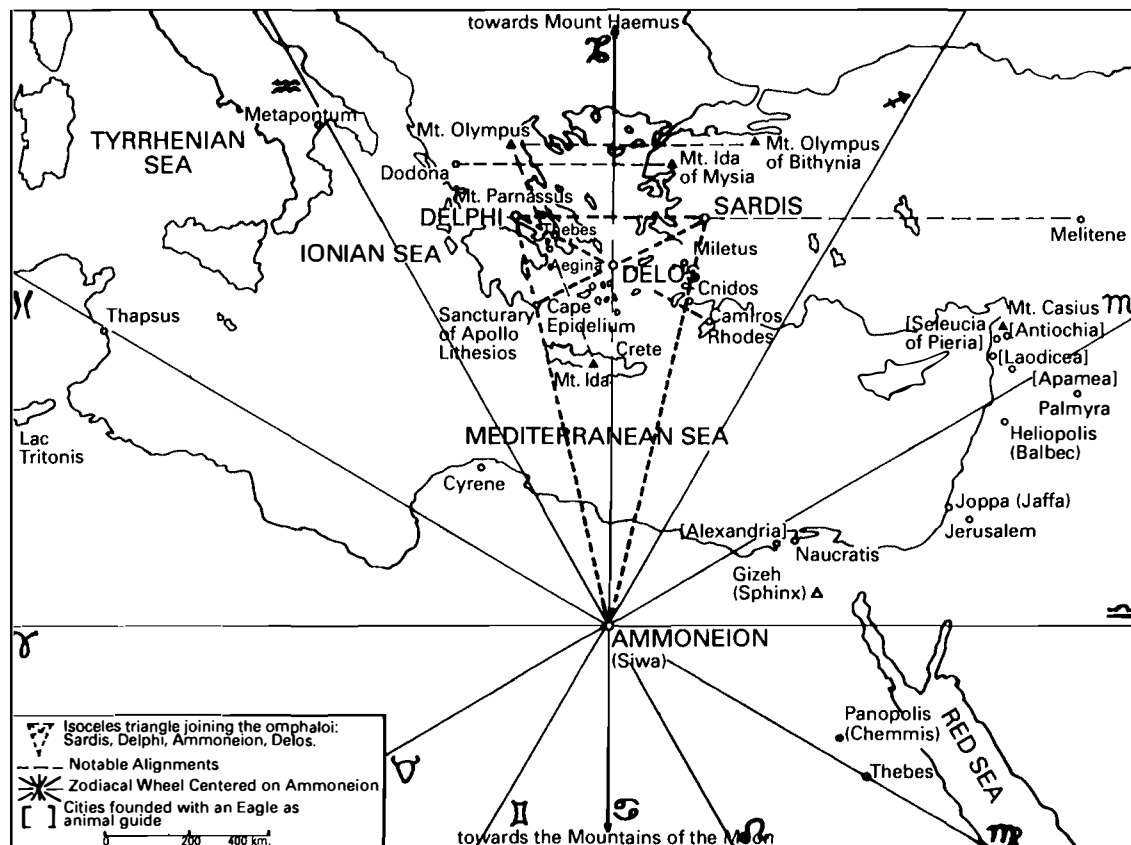 towards Mount Haemus
♑
♒
♐
Metapontum
TYRRHENIAN
SEA
Mt. Olympus
Mt. Olympus
of Bithynia
Dodona
Mt. Ida
of Mysia
Mt. Parnassus
DELPHI
SARDIS
Thebes
Melitene
IONIAN SEA
Miletus
Aegina
DELO
Cnidos
♓
♏
Thapsus
Sancturary
of Apollo
Lithesios
Cape
Epidelium
Camiros
Rhodes
Mt. Casius
[Antiochia]
[Seleucia
of Pieria]
[Laodicea]
Crete
Mt. Ida
[Apamea]
Palmyra
Lac
Tritonis
MEDITERRANEAN SEA
Heliopolis
(Balbec)
Cyrene
Joppa (Jaffa)
Jerusalem
[Alexandria]
Naucratis
Gizeh
(Sphinx)
♈
♎
AMMONEION
(Siwa)
RED SEA
Panopolis
(Chemmis)
Thebes
♉
♊
♋
♌
♍
towards the Mountains of the Moon
Isoceles triangle joining the omphaloi:
Sardis, Delphi, Ammoneion, Delos.
Notable Alignments
Zodiacal Wheel Centered on Ammoneion
[ ] Cities founded with an Eagle as
animal guide
0 200 400 km.